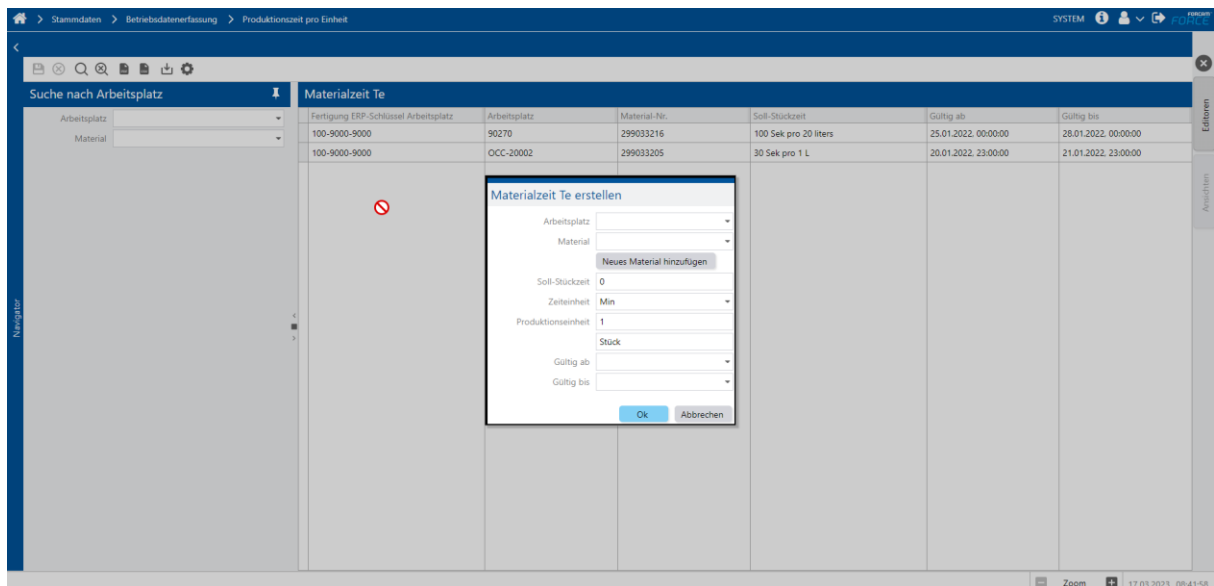 Stammdaten > Betriebsdatenerfassung > Produktionszeit pro Einheit
SYSTEM
FORCAM
FORCE
Suche nach Arbeitsplatz
Arbeitsplatz
Material
Materialzeit Te
Fertigung ERP-Schlüssel Arbeitsplatz Arbeitsplatz Material-Nr. Soll-Stückzeit Gültig ab Gültig bis
100-9000-9000 90270 299033216 100 Sek pro 20 liters 25.01.2022, 00:00:00 28.01.2022, 00:00:00
100-9000-9000 OCC-20002 299033205 30 Sek pro 1 L 20.01.2022, 23:00:00 21.01.2022, 23:00:00
Materialzeit Te erstellen
Arbeitsplatz
Material
Neues Material hinzufügen
Soll-Stückzeit 0
Zeiteinheit Min
Produktionseinheit 1
Stück
Gültig ab
Gültig bis
Ok Abbrechen
Navigator
Editoren
Ansichten
Zoom 17.03.2023, 08:41:58